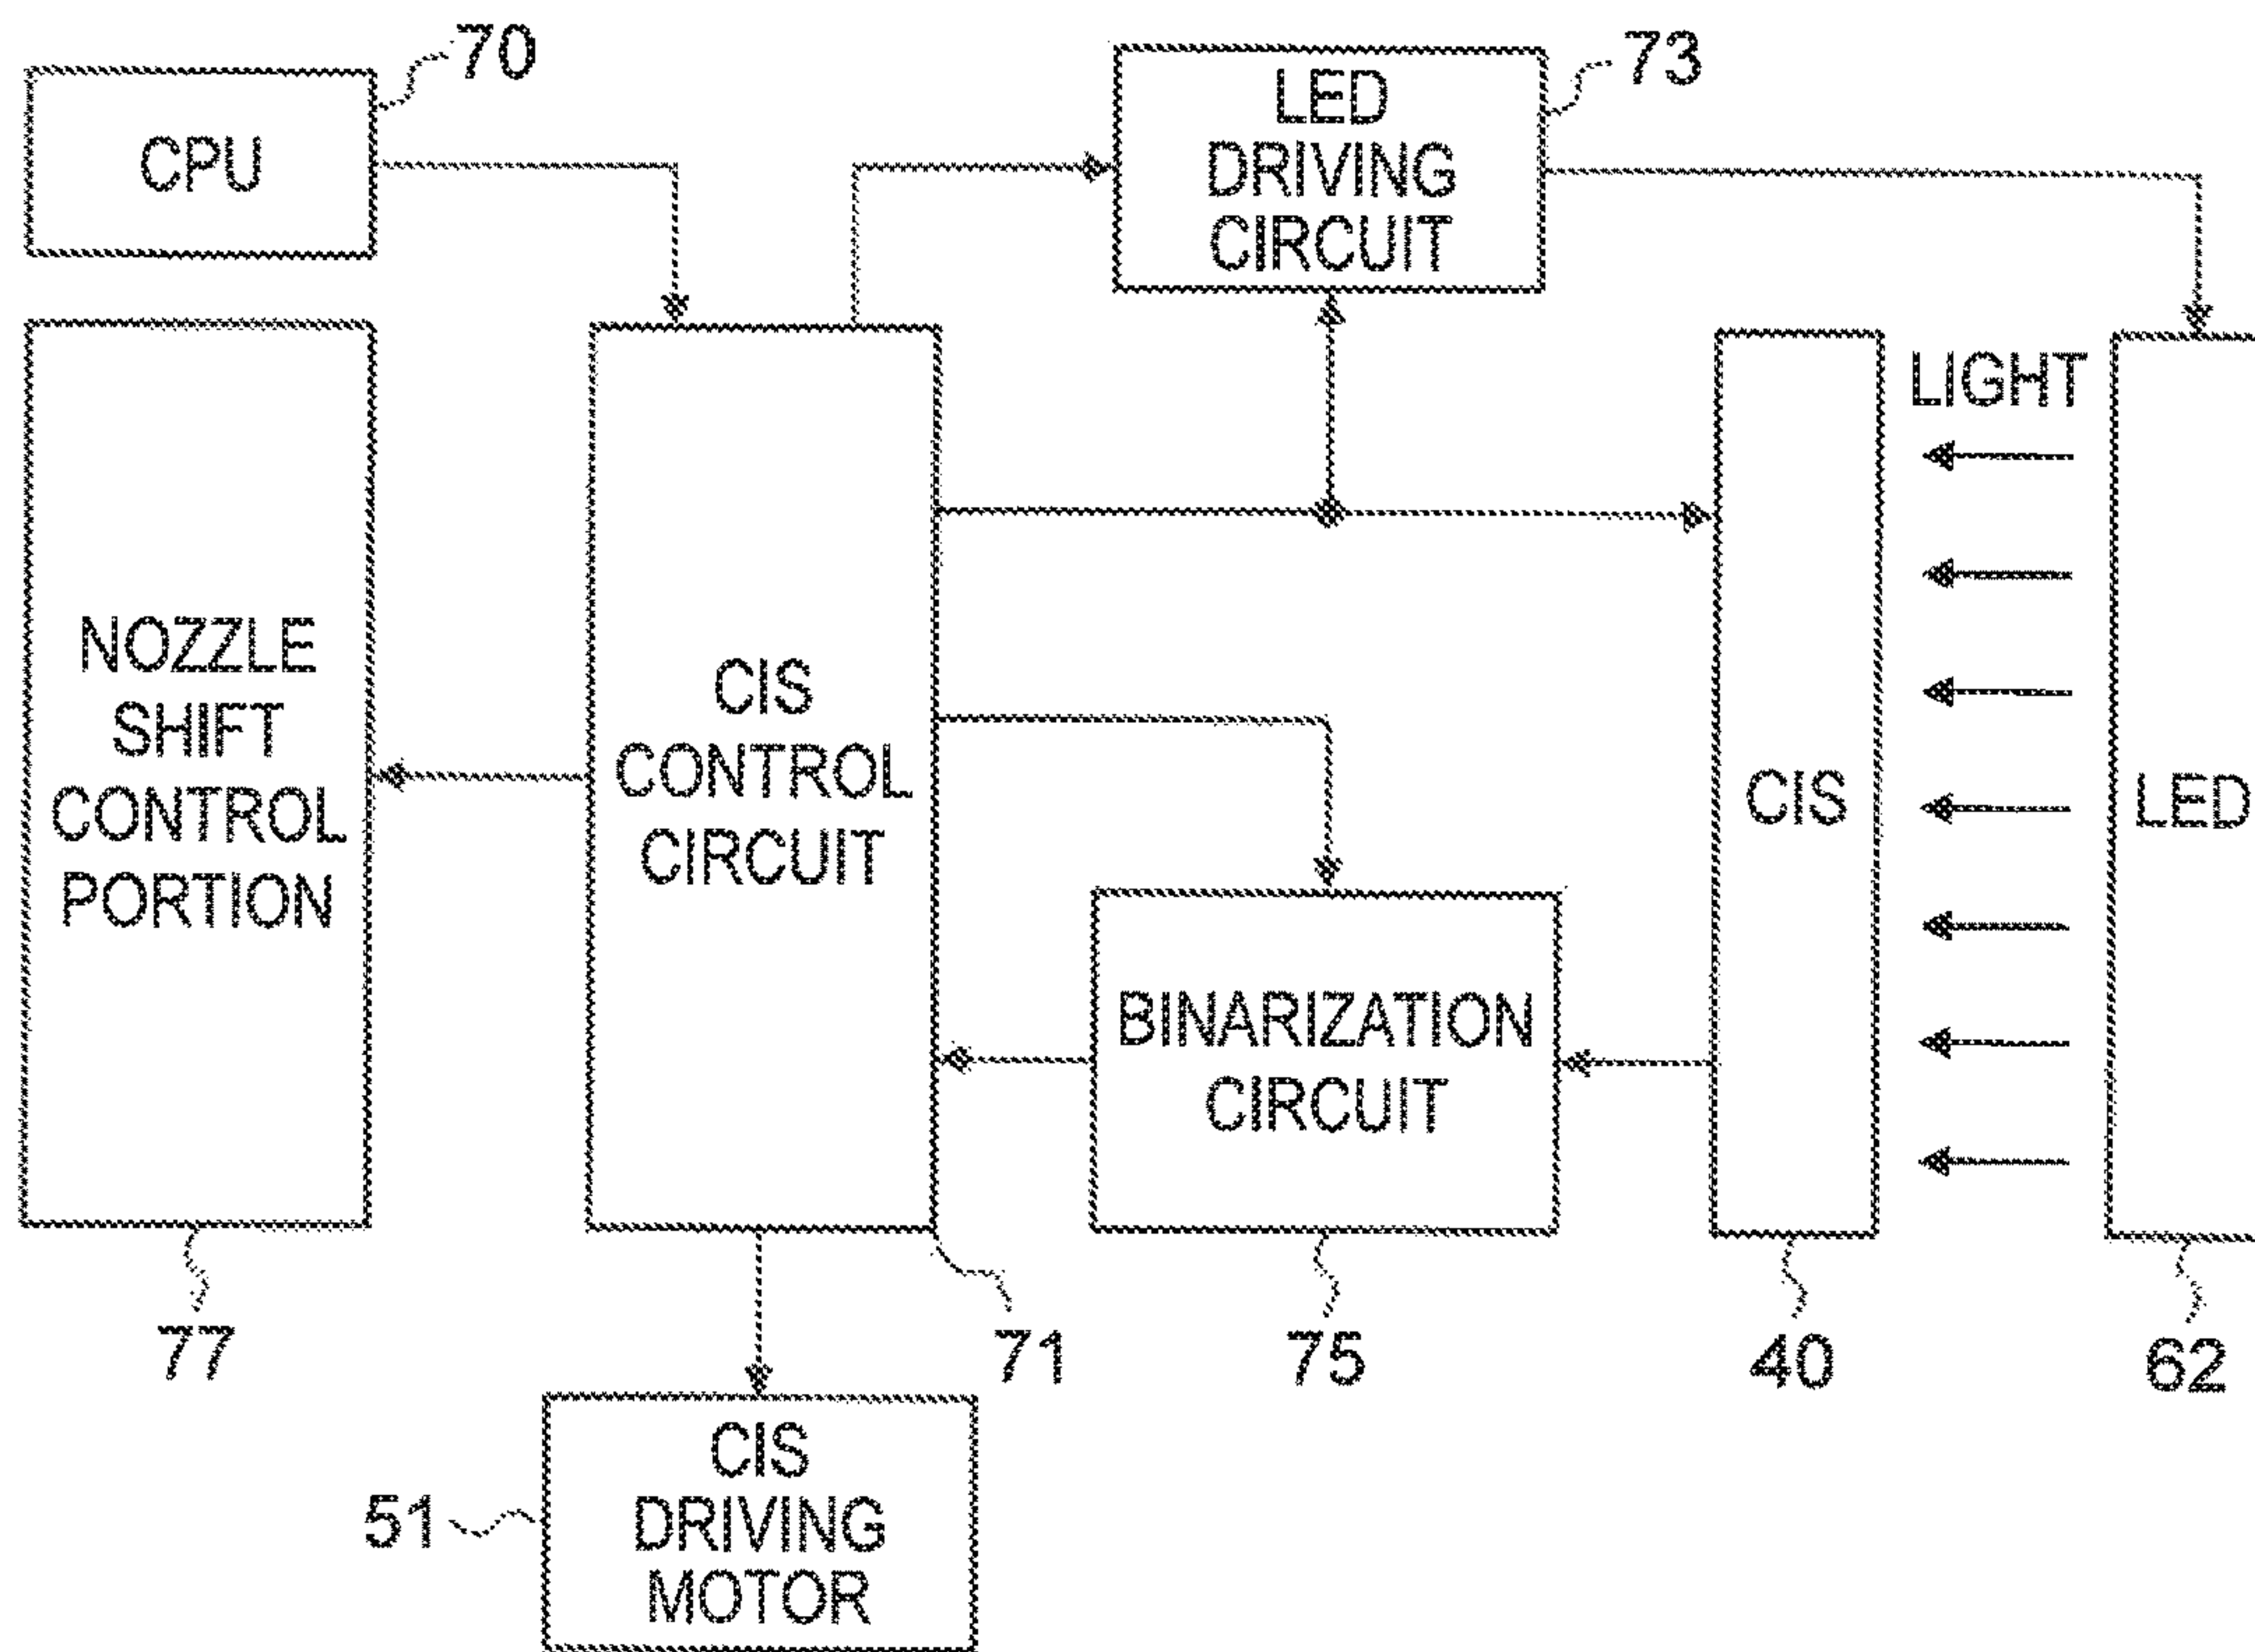 70
CPU
73
LED
DRIVING
CIRCUIT
NOZZLE
SHIFT
CONTROL
PORTION
CIS
CONTROL
CIRCUIT
BINARIZATION
CIRCUIT
CIS
LIGHT
LED
77
71
75
40
62
51
CIS
DRIVING
MOTOR